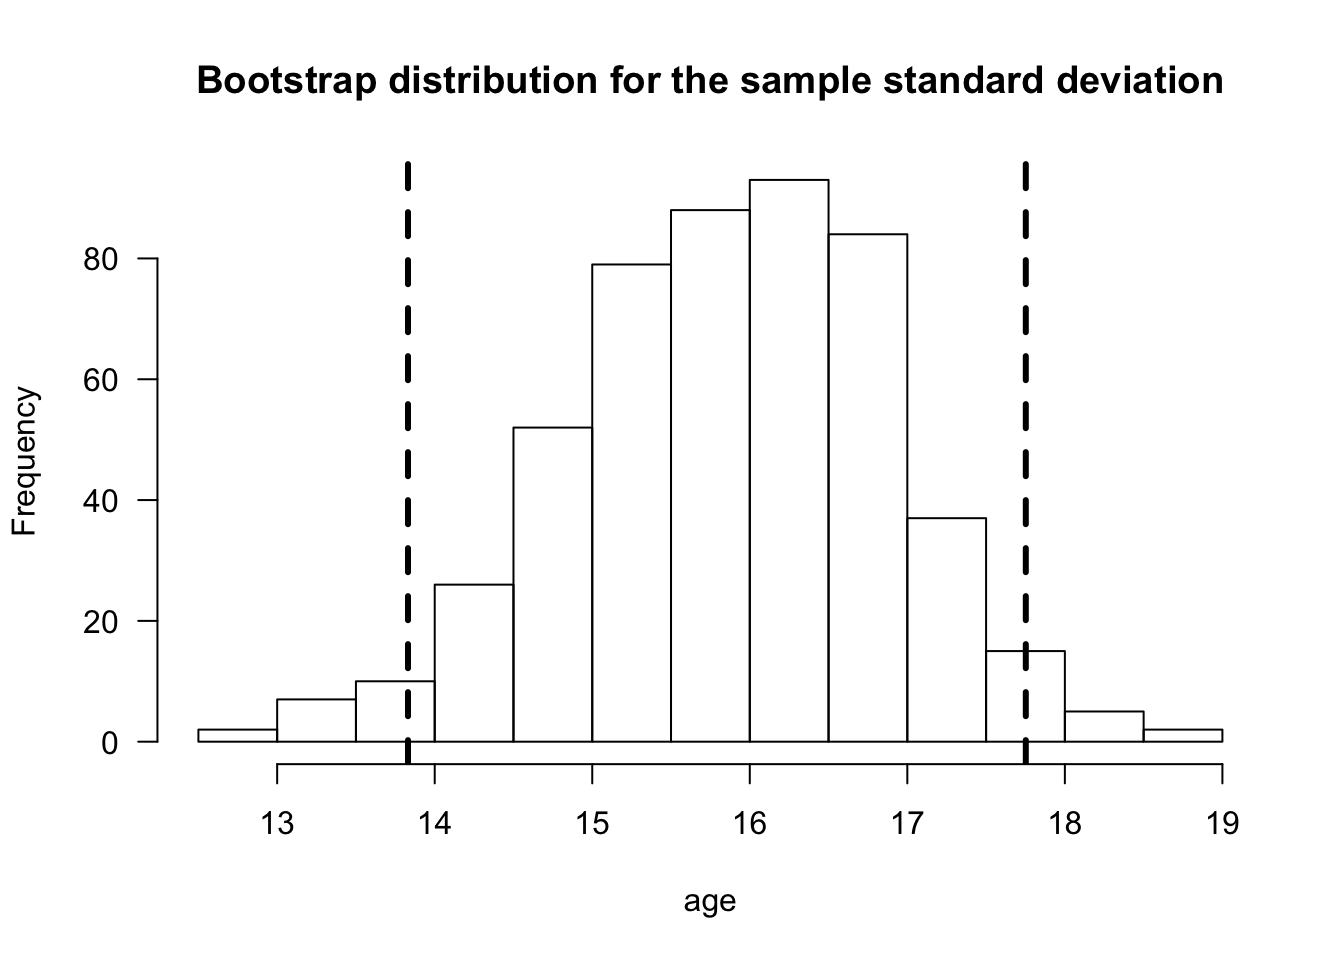 Bootstrap distribution for the sample standard deviation
Frequency
80
60
40
20
0
13 14 15 16 17 18 19
age